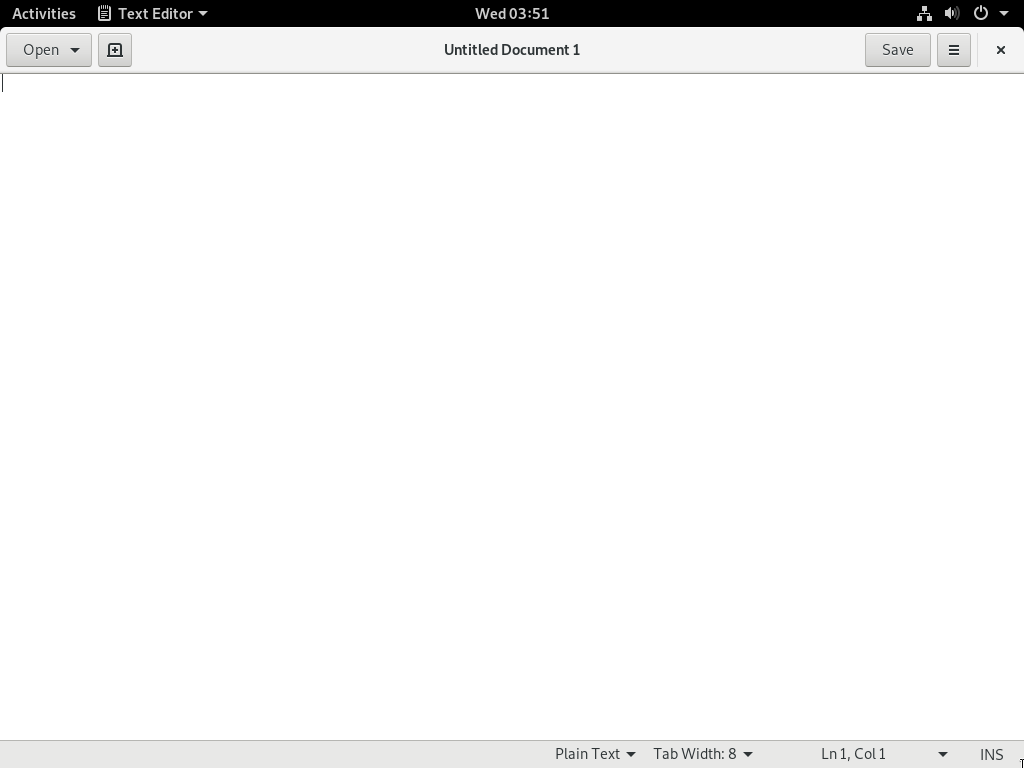 Activities Text Editor Wed 03:51
Open Untitled Document 1 Save
Plain Text Tab Width: 8 Ln 1, Col 1 INS